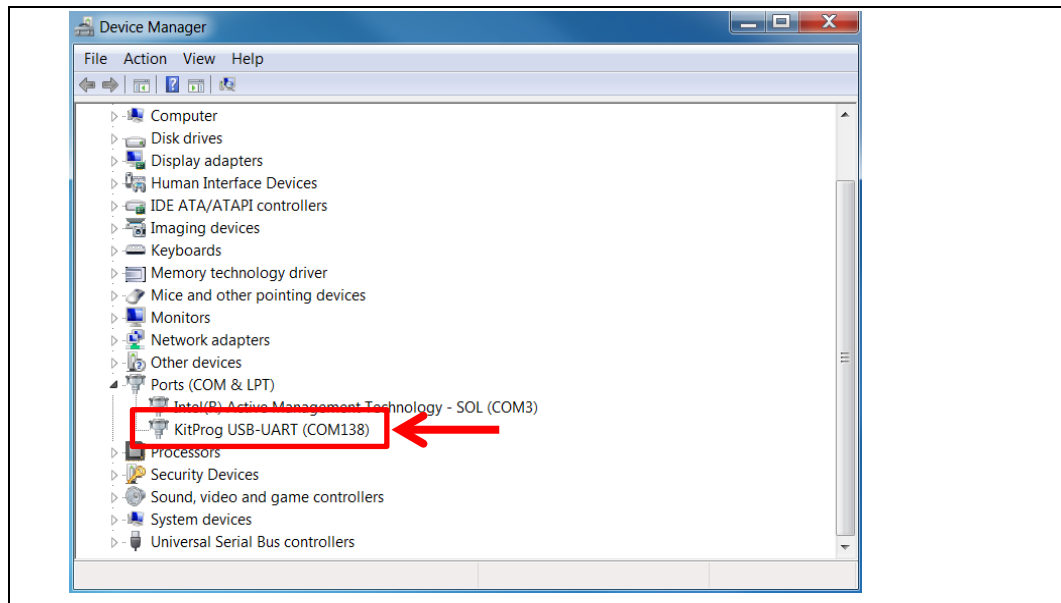 Device Manager
File Action View Help
Computer
Disk drives
Display adapters
Human Interface Devices
IDE ATA/ATAPI controllers
Imaging devices
Keyboards
Memory technology driver
Mice and other pointing devices
Monitors
Network adapters
Other devices
Ports (COM & LPT)
Intel(R) Active Management Technology - SOL (COM3)
KitProg USB-UART (COM138)
Processors
Security Devices
Sound, video and game controllers
System devices
Universal Serial Bus controllers